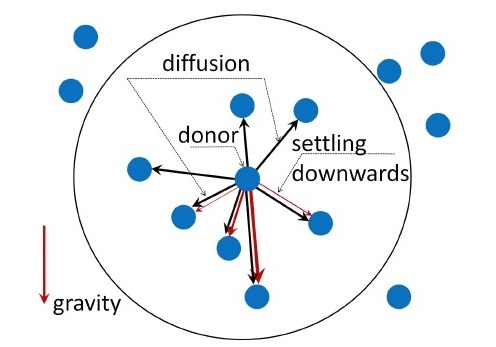 diffusion
donor
settling
downwards
gravity